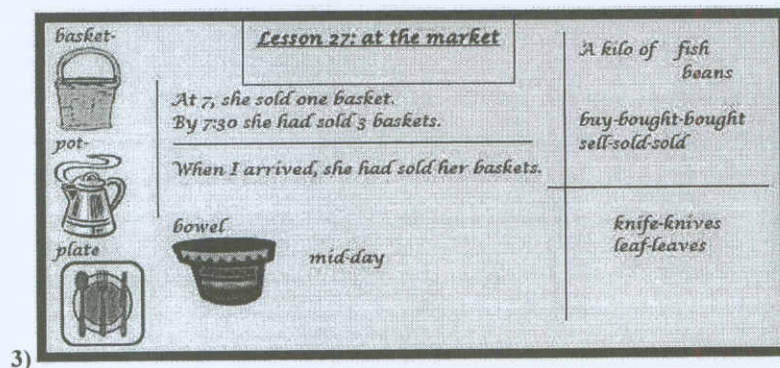 basket-
pot-
plate
Lesson 27: at the market
At 7, she sold one basket.
By 7:30 she had sold 3 baskets.
When I arrived, she had sold her baskets.
bowel
mid-day
A kilo of fish
beans
buy-bought-bought
sell-sold-sold
knife-knives
leaf-leaves
3)